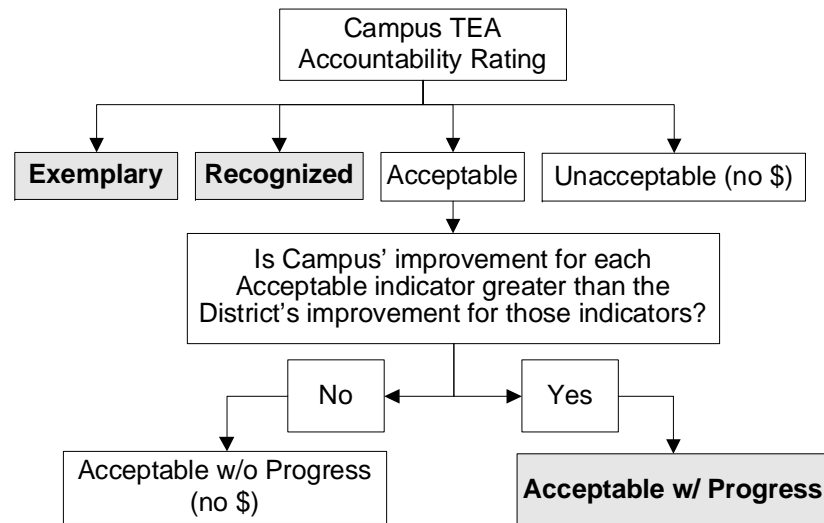 Campus TEA
Accountability Rating
Exemplary
Recognized
Acceptable
Unacceptable (no $)
Is Campus’ improvement for each
Acceptable indicator greater than the
District’s improvement for those indicators?
No
Yes
Acceptable w/o Progress
(no $)
Acceptable w/ Progress